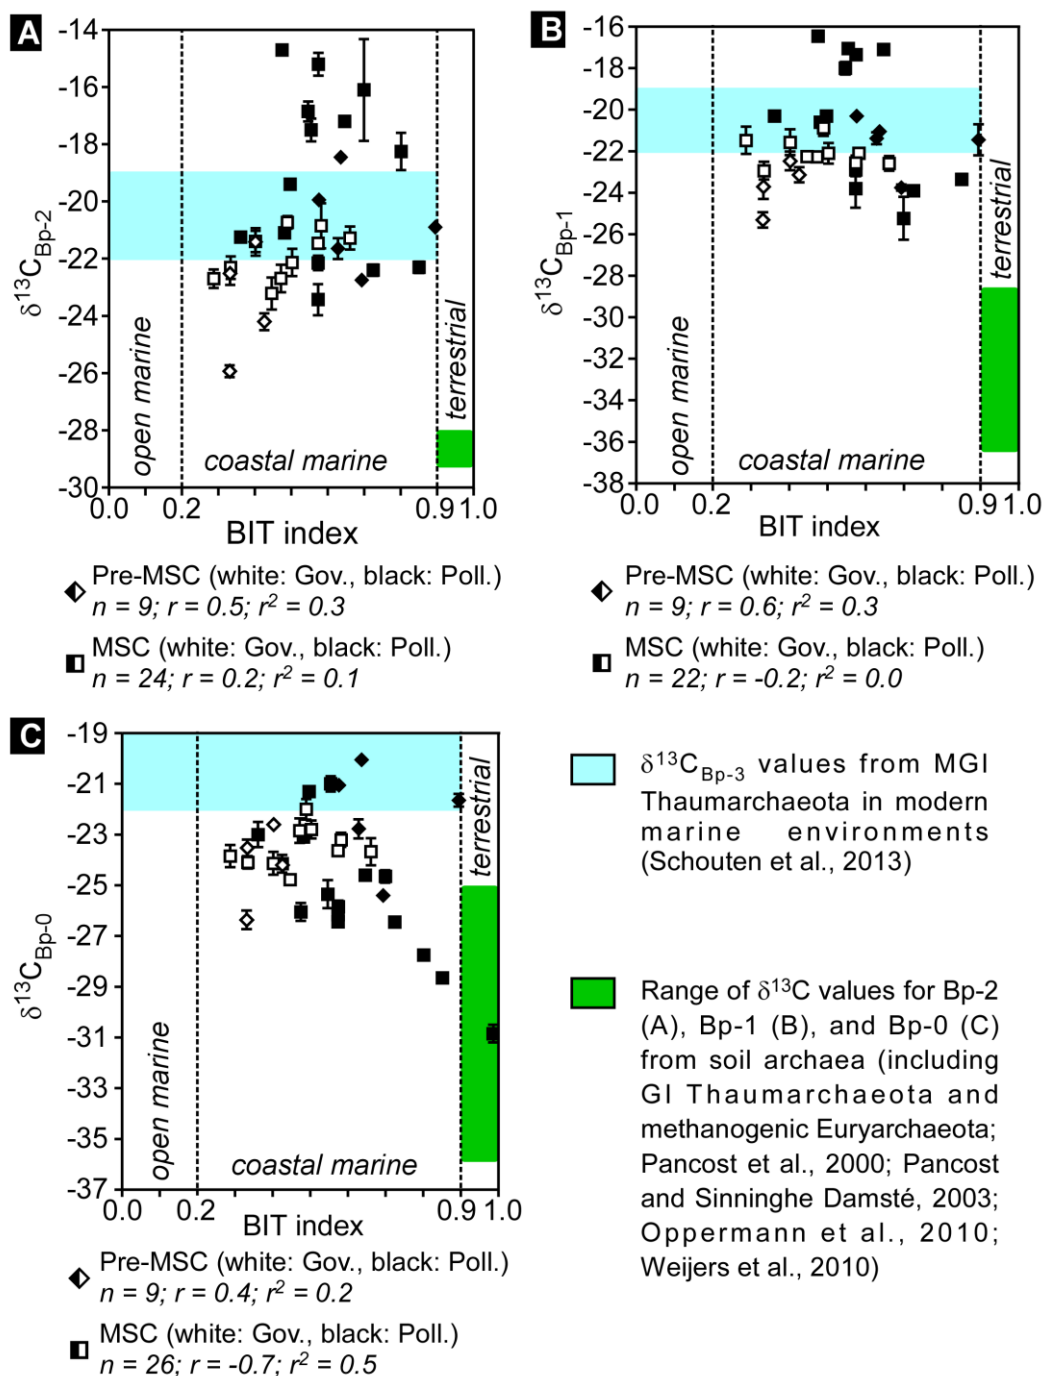 A
-14
-16
-18
-20
-22
-24
-26
-28
-30
δ13CBp-2
open marine
coastal marine
terrestrial
0.0 0.2 0.9 1.0
BIT index
Pre-MSC (white: Gov., black: Poll.)
n = 9; r = 0.5; r2 = 0.3
MSC (white: Gov., black: Poll.)
n = 24; r = 0.2; r2 = 0.1
B
-16
-18
-20
-22
-24
-26
-28
-30
-32
-34
-36
-38
δ13CBp-1
open marine
coastal marine
terrestrial
0.0 0.2 0.9 1.0
BIT index
Pre-MSC (white: Gov., black: Poll.)
n = 9; r = 0.6; r2 = 0.3
MSC (white: Gov., black: Poll.)
n = 22; r = -0.2; r2 = 0.0
C
-19
-21
-23
-25
-27
-29
-31
-33
-35
-37
δ13CBp-0
open marine
coastal marine
terrestrial
0.0 0.2 0.9 1.0
BIT index
Pre-MSC (white: Gov., black: Poll.)
n = 9; r = 0.4; r2 = 0.2
MSC (white: Gov., black: Poll.)
n = 26; r = -0.7; r2 = 0.5
δ13CBp-3 values from MGI
Thaumarchaeota in modern
marine environments
(Schouten et al., 2013)
Range of δ13C values for Bp-2
(A), Bp-1 (B), and Bp-0 (C)
from soil archaea (including
GI Thaumarchaeota and
methanogenic Euryarchaeota;
Pancost et al., 2000; Pancost
and Sinninghe Damsté, 2003;
Oppermann et al., 2010;
Weijers et al., 2010)